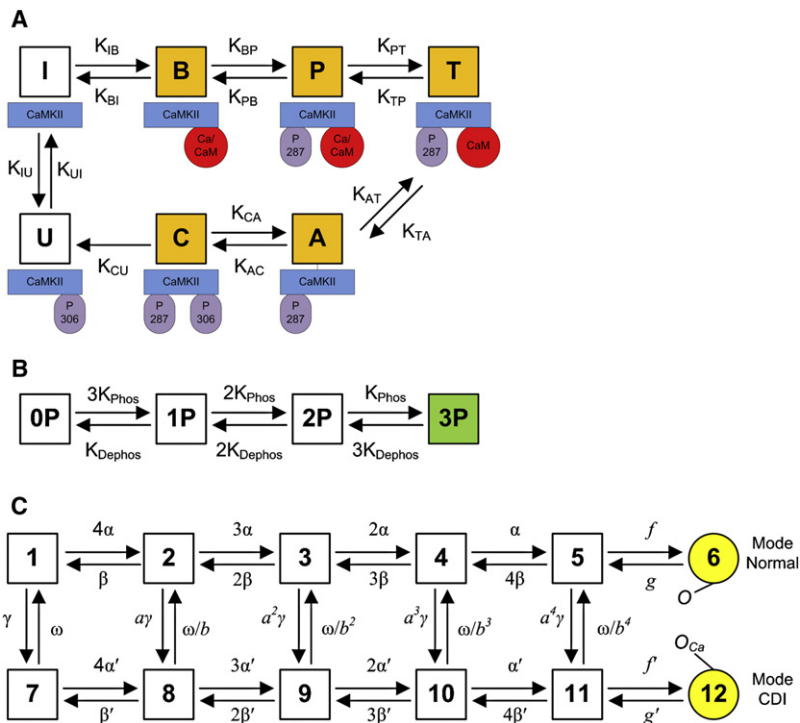 A
K_IB K_BP K_PT
I B P T
K_BI K_PB K_TP
CaMKII CaMKII CaMKII CaMKII
Ca/ CaM P 287 Ca/ CaM P 287 CaM
K_IU K_UI K_AT
K_CA K_TA
U C A
K_CU K_AC
CaMKII CaMKII CaMKII
P 306 P 287 P 306 P 287
B
3K_Phos 2K_Phos K_Phos
0P 1P 2P 3P
K_Dephos 2K_Dephos 3K_Dephos
C
4α 3α 2α α f
1 2 3 4 5 6 Mode Normal
β 2β 3β 4β g
O
γ ω aγ ω/b a²γ ω/b² a³γ ω/b³ a⁴γ ω/b⁴
O_Ca
4α′ 3α′ 2α′ α′ f′
7 8 9 10 11 12 Mode CDI
β′ 2β′ 3β′ 4β′ g′